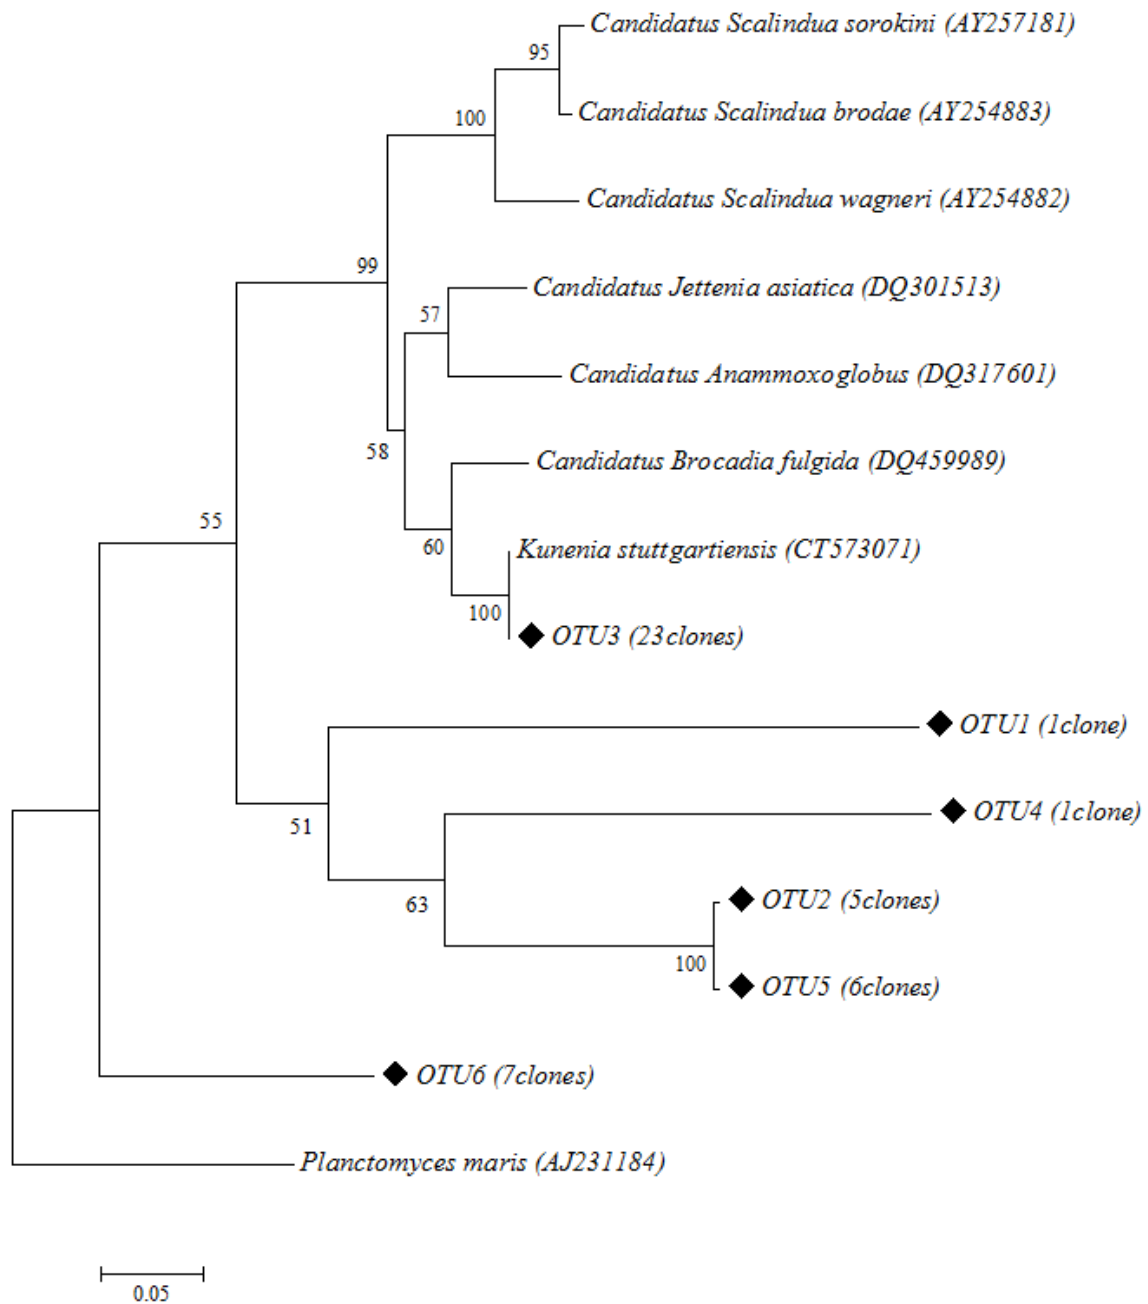 Candidatus Scalindua sorokini (AY257181)
95
Candidatus Scalindua brodae (AY254883)
100
Candidatus Scalindua wagneri (AY254882)
99
Candidatus Jettenia asiatica (DQ301513)
57
Candidatus Anammoxoglobus (DQ317601)
58
Candidatus Brocadia fulgida (DQ459989)
55
60
Kunenia stuttgartiensis (CT573071)
100
OTU3 (23clones)
OTU1 (1clone)
51
OTU4 (1clone)
63
OTU2 (5clones)
100
OTU5 (6clones)
OTU6 (7clones)
Planctomyces maris (AJ231184)
0.05